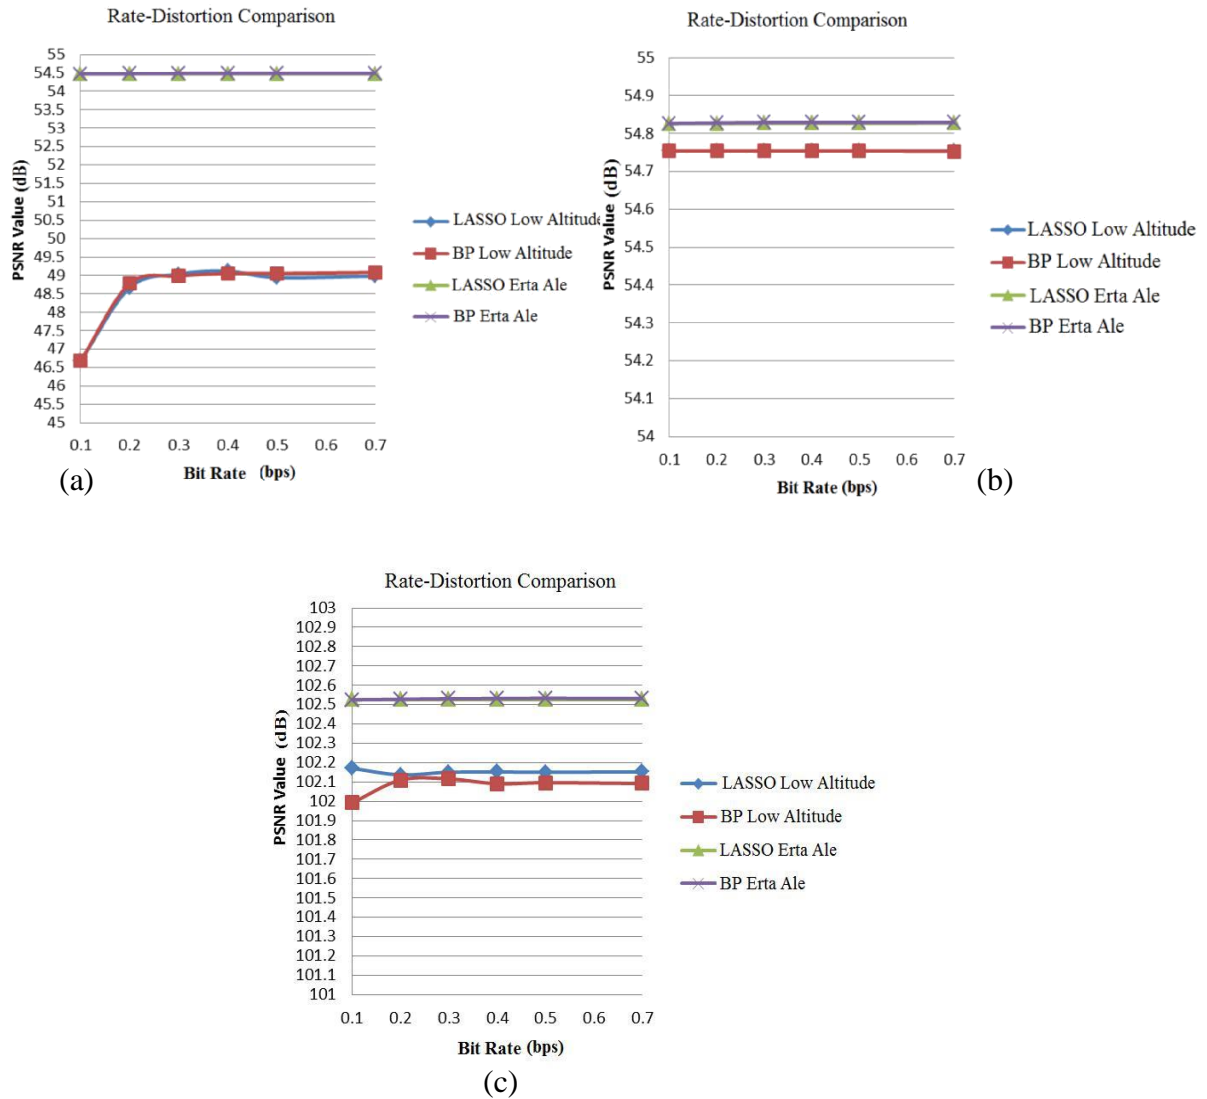 Rate-Distortion Comparison
55
54.5
54
53.5
53
52.5
52
51.5
51
50.5
50
49.5
49
48.5
48
47.5
47
46.5
46
45.5
45
PSNR Value (dB)
0.1 0.2 0.3 0.4 0.5 0.6 0.7
Bit Rate (bps)
LASSO Low Altitude
BP Low Altitude
LASSO Erta Ale
BP Erta Ale
(a)
Rate-Distortion Comparison
55
54.9
54.8
54.7
54.6
54.5
54.4
54.3
54.2
54.1
54
PSNR Value (dB)
0.1 0.2 0.3 0.4 0.5 0.6 0.7
Bit Rate (bps)
LASSO Low Altitude
BP Low Altitude
LASSO Erta Ale
BP Erta Ale
(b)
Rate-Distortion Comparison
103
102.9
102.8
102.7
102.6
102.5
102.4
102.3
102.2
102.1
102
101.9
101.8
101.7
101.6
101.5
101.4
101.3
101.2
101.1
101
PSNR Value (dB)
0.1 0.2 0.3 0.4 0.5 0.6 0.7
Bit Rate (bps)
LASSO Low Altitude
BP Low Altitude
LASSO Erta Ale
BP Erta Ale
(c)